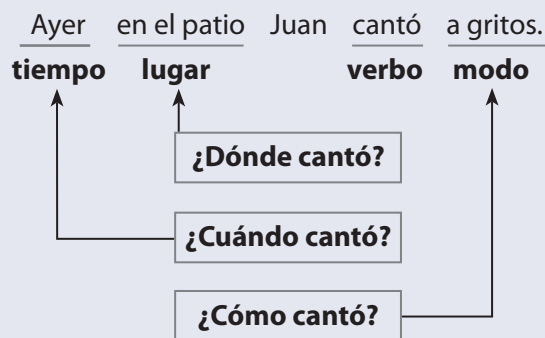 Ayer en el patio Juan cantó a gritos.
tiempo lugar verbo modo
¿Dónde cantó?
¿Cuándo cantó?
¿Cómo cantó?